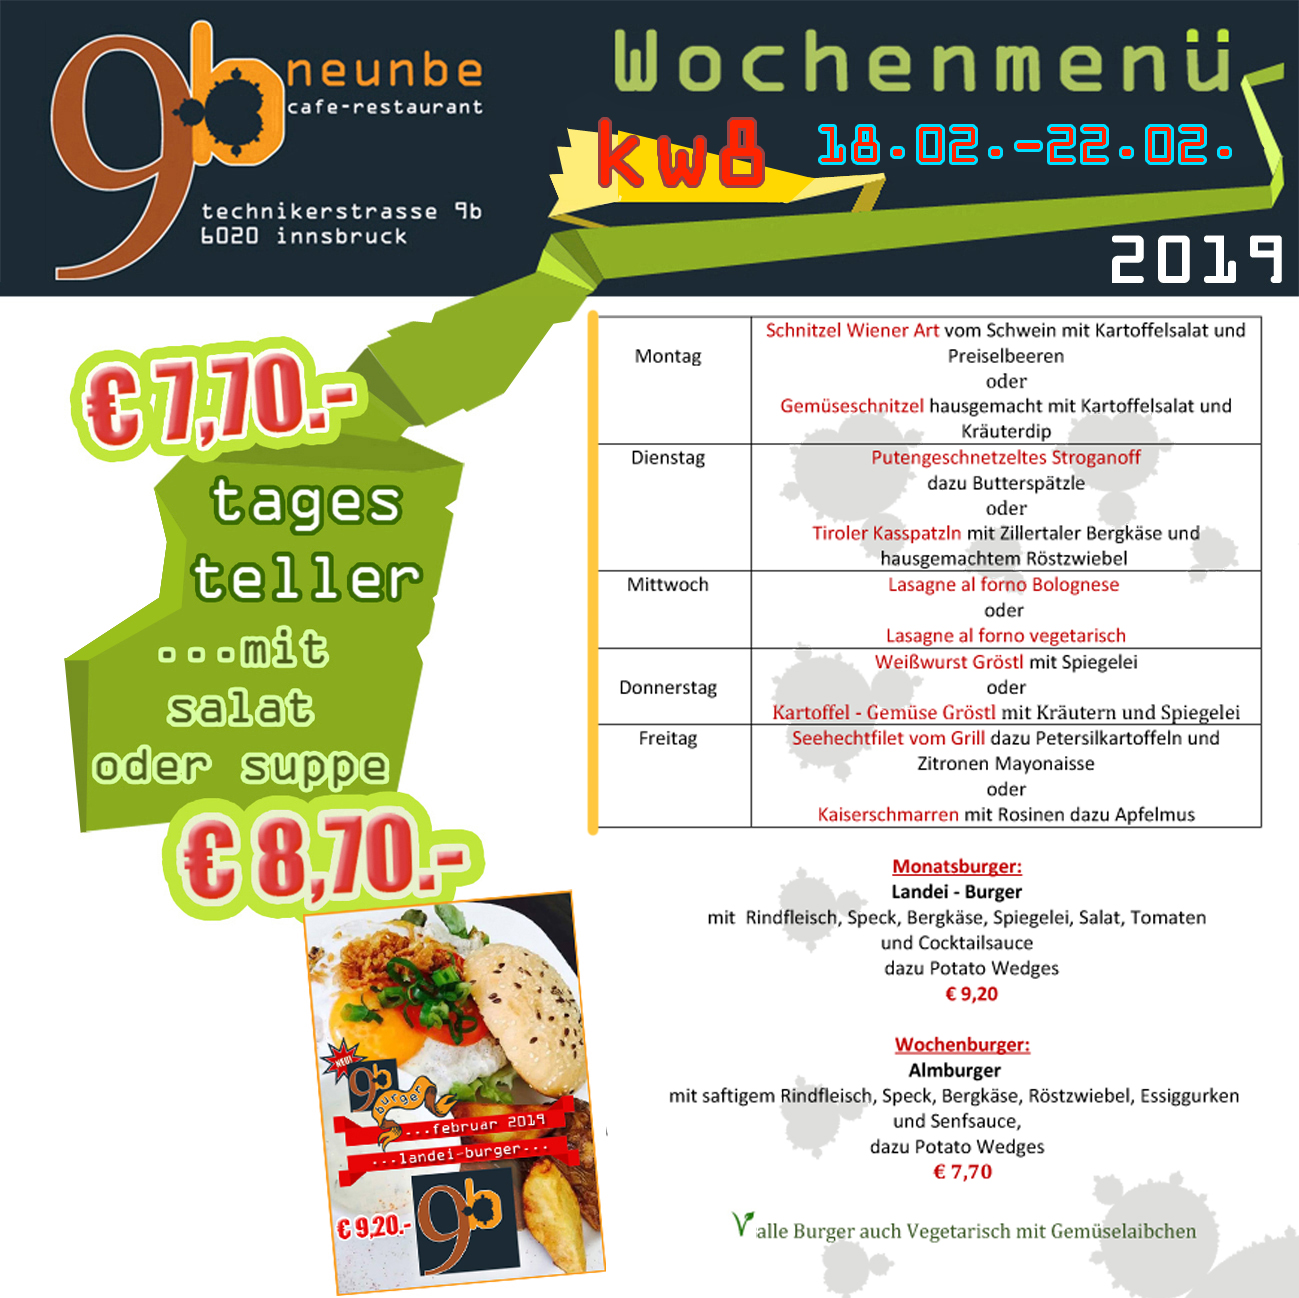 9b neunbe
cafe-restaurant
technikerstrasse 9b
6020 innsbruck
Wochenmenü
kw8 18.02.-22.02.
2019
€ 7,70.-
tages
teller
...mit
salat
oder suppe
€ 8,70.-
Montag
Schnitzel Wiener Art vom Schwein mit Kartoffelsalat und
Preiselbeeren
oder
Gemüseschnitzel hausgemacht mit Kartoffelsalat und
Kräuterdip
Dienstag
Putengeschnetzeltes Stroganoff
dazu Butterspätzle
oder
Tiroler Kasspatzln mit Zillertaler Bergkäse und
hausgemachtem Röstzwiebel
Mittwoch
Lasagne al forno Bolognese
oder
Lasagne al forno vegetarisch
Donnerstag
Weißwurst Gröstl mit Spiegelei
oder
Kartoffel - Gemüse Gröstl mit Kräutern und Spiegelei
Freitag
Seehechtfilet vom Grill dazu Petersilkartoffeln und
Zitronen Mayonaisse
oder
Kaiserschmarren mit Rosinen dazu Apfelmus
Monatsburger:
Landei - Burger
mit Rindfleisch, Speck, Bergkäse, Spiegelei, Salat, Tomaten
und Cocktailsauce
dazu Potato Wedges
€ 9,20
Wochenburger:
Almburger
mit saftigem Rindfleisch, Speck, Bergkäse, Röstzwiebel, Essiggurken
und Senfsauce,
dazu Potato Wedges
€ 7,70
alle Burger auch Vegetarisch mit Gemüselaibchen
NEU!
9b
burger
...februar 2019
...landei-burger...
€ 9,20.-
9b